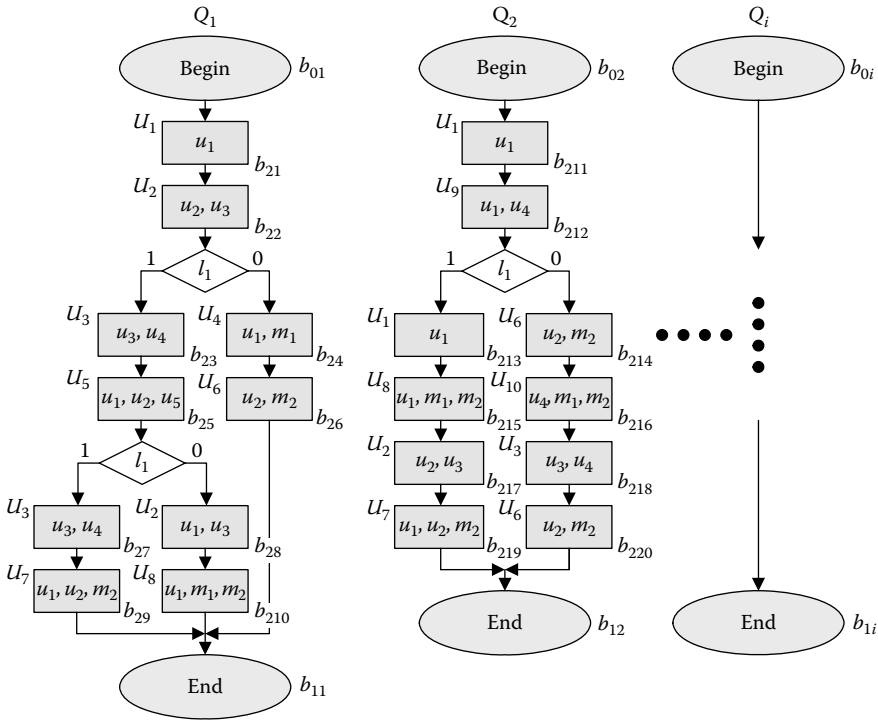 Q1
Begin
b01
U1
u1
b21
U2
u2, u3
b22
1
l1
0
U3
u3, u4
b23
U4
u1, m1
b24
U5
u1, u2, u5
b25
U6
u2, m2
b26
1
l1
0
U3
u3, u4
b27
U2
u1, u3
b28
U7
u1, u2, m2
b29
U8
u1, m1, m2
b210
End
b11
Q2
Begin
b02
U1
u1
b211
U9
u1, u4
b212
1
l1
0
U1
u1
b213
U6
u2, m2
b214
U8
u1, m1, m2
b215
U10
u4, m1, m2
b216
U2
u2, u3
b217
U3
u3, u4
b218
U7
u1, u2, m2
b219
U6
u2, m2
b220
End
b12
Qi
Begin
b0i
End
b1i